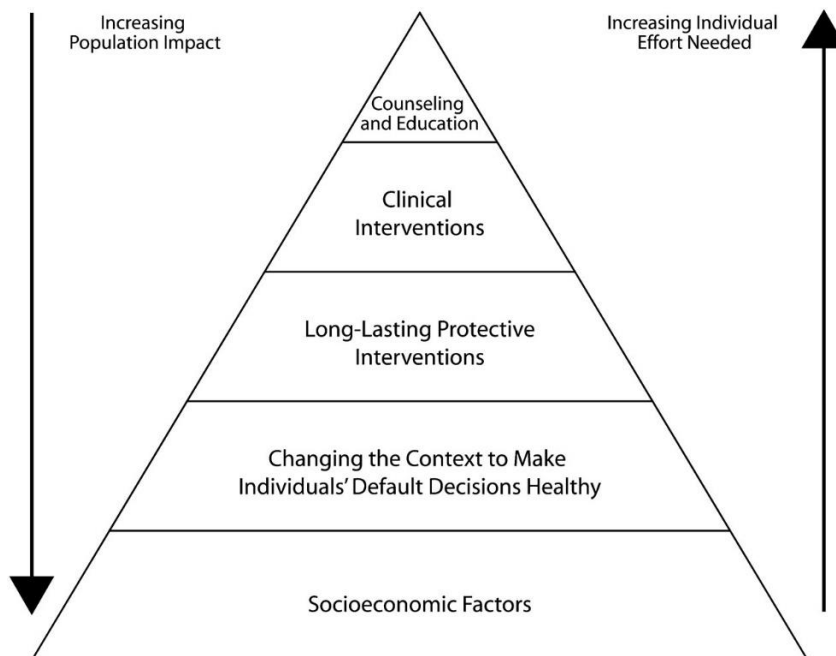 Increasing
Population Impact
Increasing Individual
Effort Needed
Counseling
and Education
Clinical
Interventions
Long-Lasting Protective
Interventions
Changing the Context to Make
Individuals' Default Decisions Healthy
Socioeconomic Factors